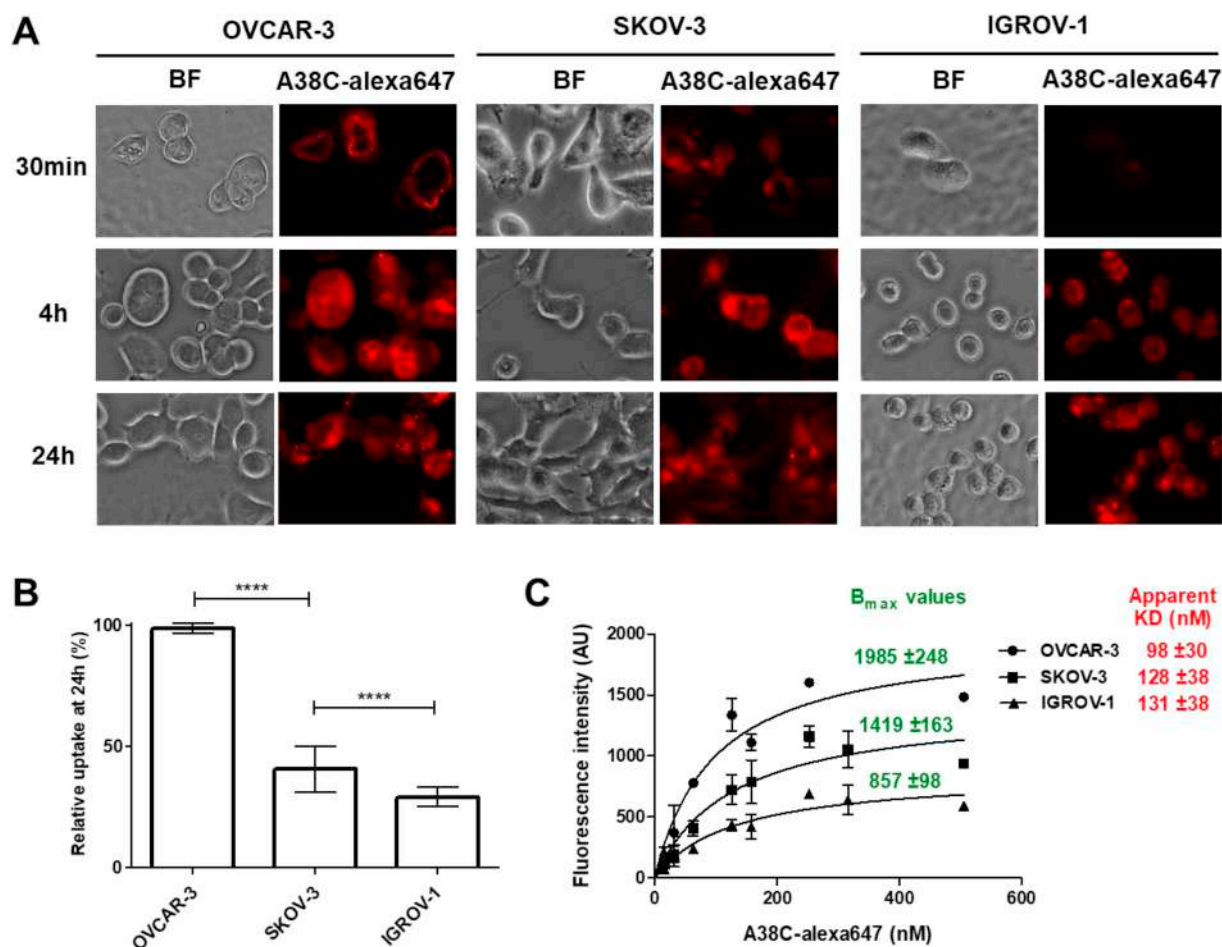 A
OVCAR-3 SKOV-3 IGROV-1
BF A38C-alexa647 BF A38C-alexa647 BF A38C-alexa647
30min
4h
24h
B
**** 
****
Relative uptake at 24h (%)
100
50
0
OVCAR-3 SKOV-3 IGROV-1
C
Bmax values
Apparent
KD (nM)
Fluorescence intensity (AU)
2000
1500
1000
500
0
1985 ±248
1419 ±163
857 ±98
OVCAR-3 98 ±30
SKOV-3 128 ±38
IGROV-1 131 ±38
0 200 400 600
A38C-alexa647 (nM)